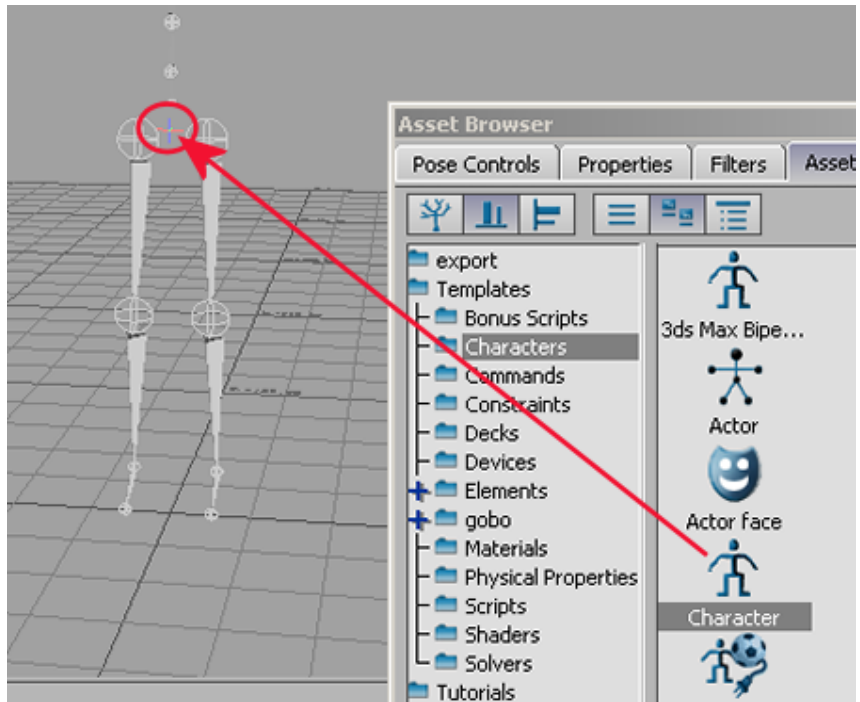 Asset Browser
Pose Controls
Properties
Filters
Asset
export
Templates
Bonus Scripts
Characters
Commands
Constraints
Decks
Devices
Elements
gobo
Materials
Physical Properties
Scripts
Shaders
Solvers
Tutorials
3ds Max Bipe...
Actor
Actor face
Character